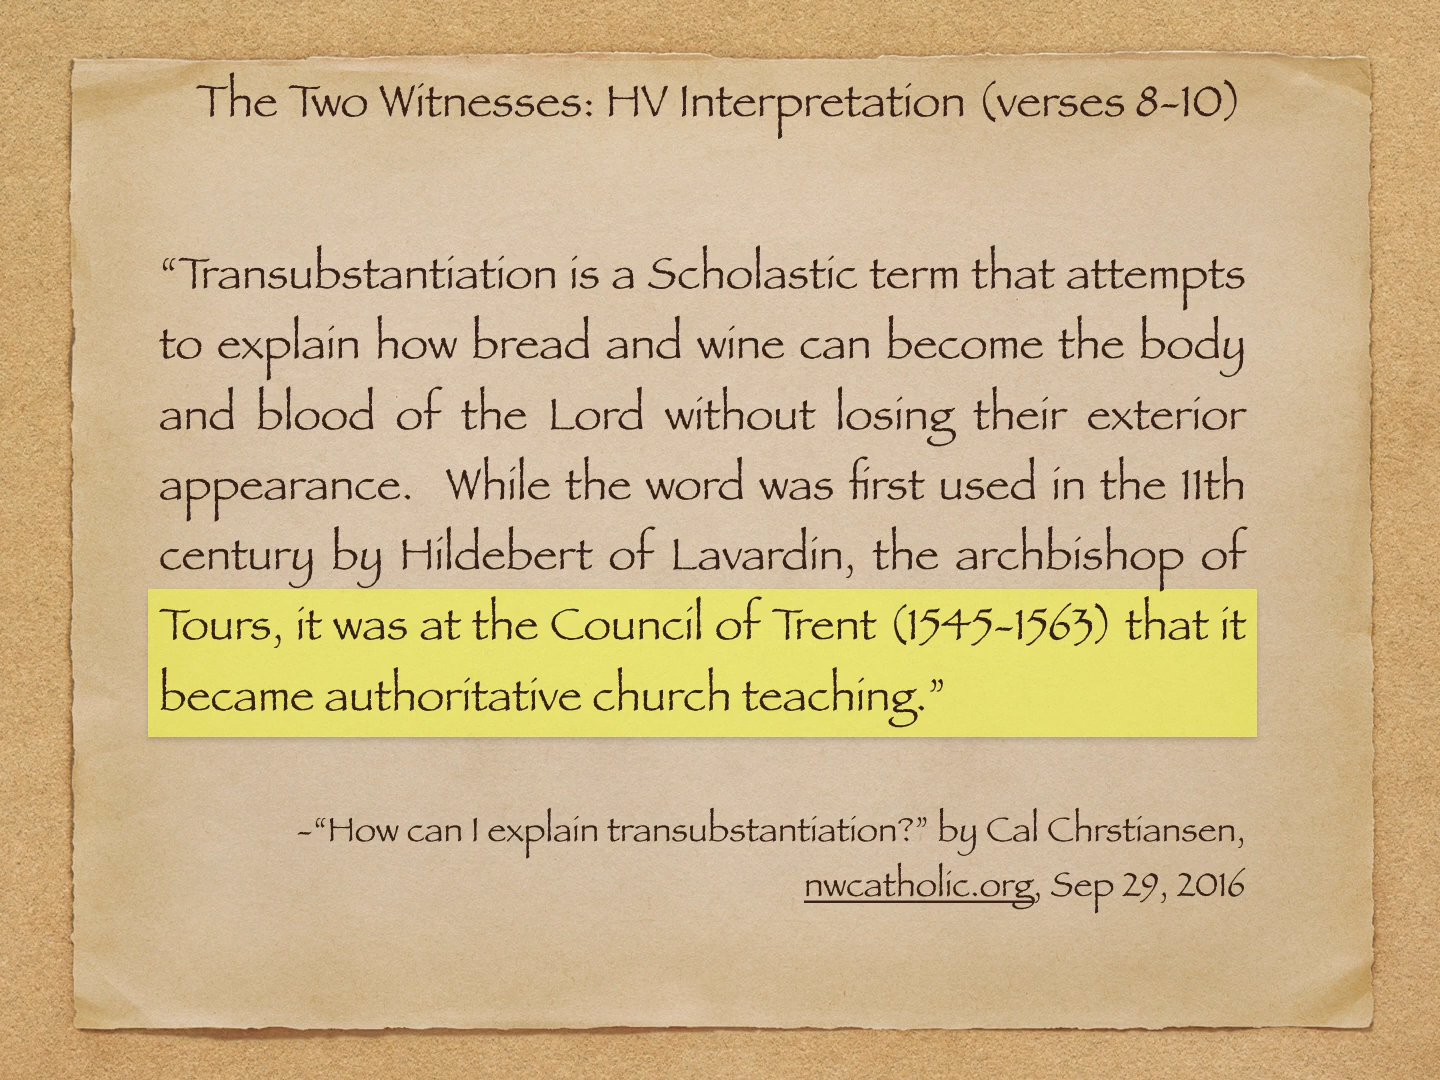 The Two Witnesses: HV Interpretation (verses 8-10)
“Transubstantiation is a Scholastic term that attempts
to explain how bread and wine can become the body
and blood of the Lord without losing their exterior
appearance. While the word was first used in the 11th
century by Hildebert of Lavardin, the archbishop of
Tours, it was at the Council of Trent (1545-1563) that it
became authoritative church teaching.”
-“How can I explain transubstantiation?” by Cal Chrstiansen,
nwcatholic.org, Sep 29, 2016